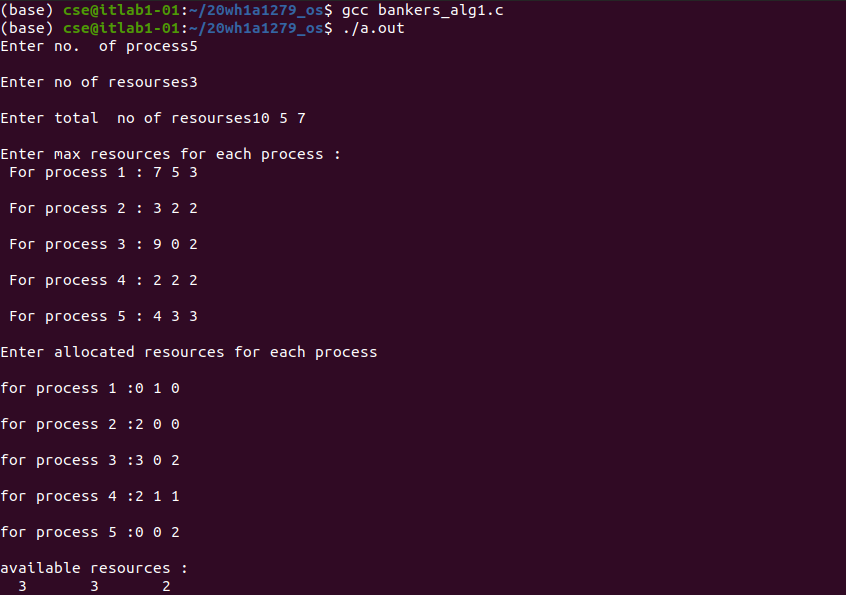 (base) cse@itlab1-01:~/20wh1a1279_os$ gcc bankers_alg1.c
(base) cse@itlab1-01:~/20wh1a1279_os$ ./a.out
Enter no.  of process5
Enter no of resourses3
Enter total  no of resourses10 5 7
Enter max resources for each process :
For process 1 : 7 5 3
For process 2 : 3 2 2
For process 3 : 9 0 2
For process 4 : 2 2 2
For process 5 : 4 3 3
Enter allocated resources for each process
for process 1 :0 1 0
for process 2 :2 0 0
for process 3 :3 0 2
for process 4 :2 1 1
for process 5 :0 0 2
available resources :
3       3       2